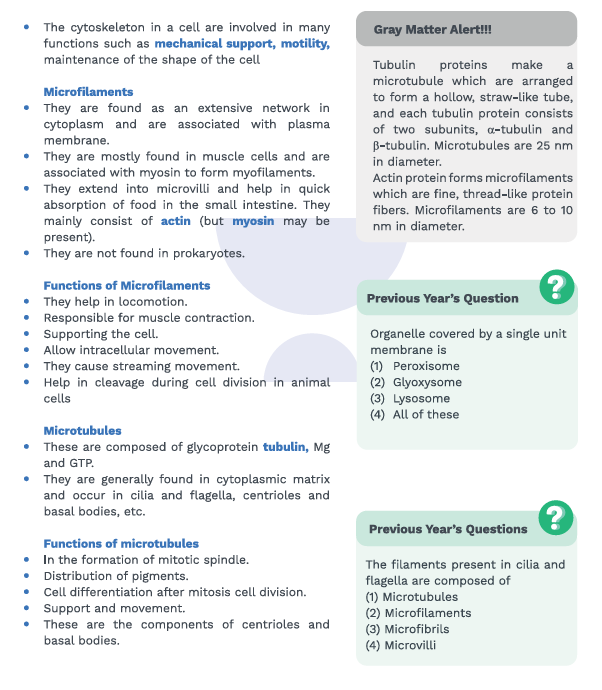 • The cytoskeleton in a cell are involved in many
functions such as mechanical support, motility,
maintenance of the shape of the cell
Microfilaments
• They are found as an extensive network in
cytoplasm and are associated with plasma
membrane.
• They are mostly found in muscle cells and are
associated with myosin to form myofilaments.
• They extend into microvilli and help in quick
absorption of food in the small intestine. They
mainly consist of actin (but myosin may be
present).
• They are not found in prokaryotes.
Functions of Microfilaments
• They help in locomotion.
• Responsible for muscle contraction.
• Supporting the cell.
• Allow intracellular movement.
• They cause streaming movement.
• Help in cleavage during cell division in animal
cells
Microtubules
• These are composed of glycoprotein tubulin, Mg
and GTP.
• They are generally found in cytoplasmic matrix
and occur in cilia and flagella, centrioles and
basal bodies, etc.
Functions of microtubules
• In the formation of mitotic spindle.
• Distribution of pigments.
• Cell differentiation after mitosis cell division.
• Support and movement.
• These are the components of centrioles and
basal bodies.
Gray Matter Alert!!!
Tubulin proteins make a
microtubule which are arranged
to form a hollow, straw-like tube,
and each tubulin protein consists
of two subunits, α-tubulin and
β-tubulin. Microtubules are 25 nm
in diameter.
Actin protein forms microfilaments
which are fine, thread-like protein
fibers. Microfilaments are 6 to 10
nm in diameter.
?
Previous Year's Question
Organelle covered by a single unit
membrane is
(1) Peroxisome
(2) Glyoxysome
(3) Lysosome
(4) All of these
?
Previous Year's Questions
The filaments present in cilia and
flagella are composed of
(1) Microtubules
(2) Microfilaments
(3) Microfibrils
(4) Microvilli